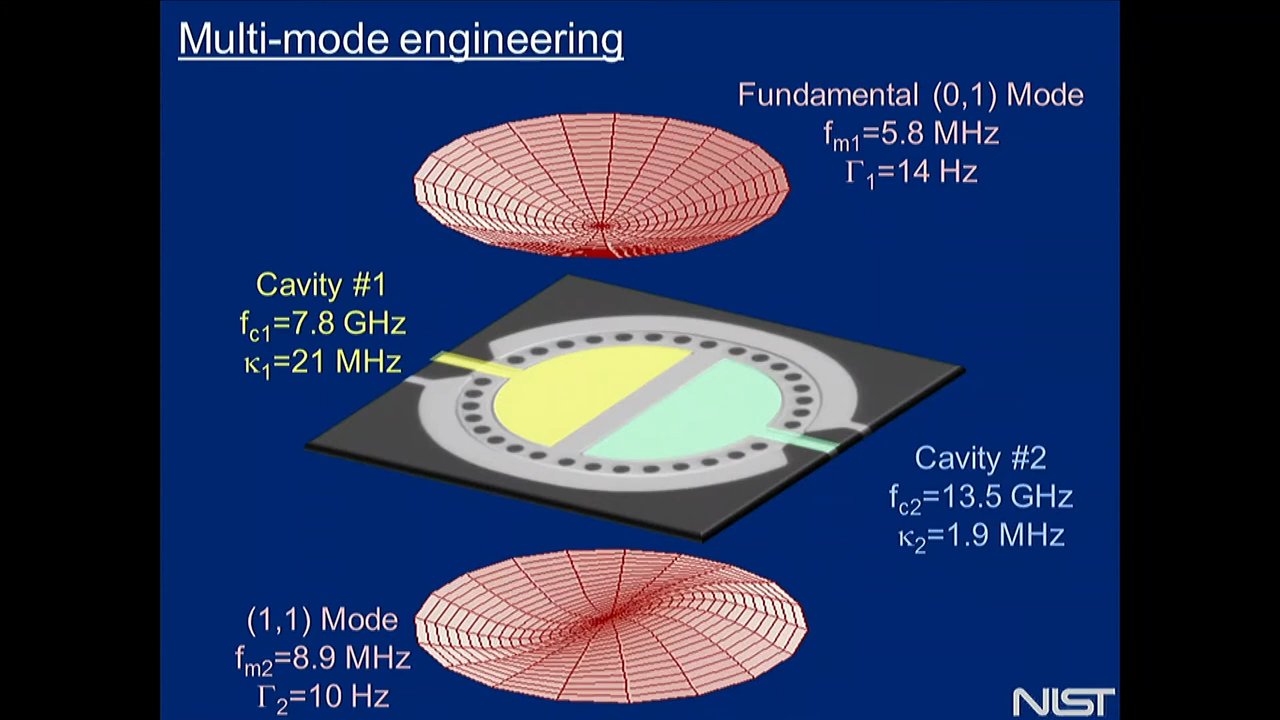 Multi-mode engineering
Fundamental (0,1) Mode
fm1=5.8 MHz
Γ1=14 Hz
Cavity #1
fc1=7.8 GHz
κ1=21 MHz
Cavity #2
fc2=13.5 GHz
κ2=1.9 MHz
(1,1) Mode
fm2=8.9 MHz
Γ2=10 Hz
NIST